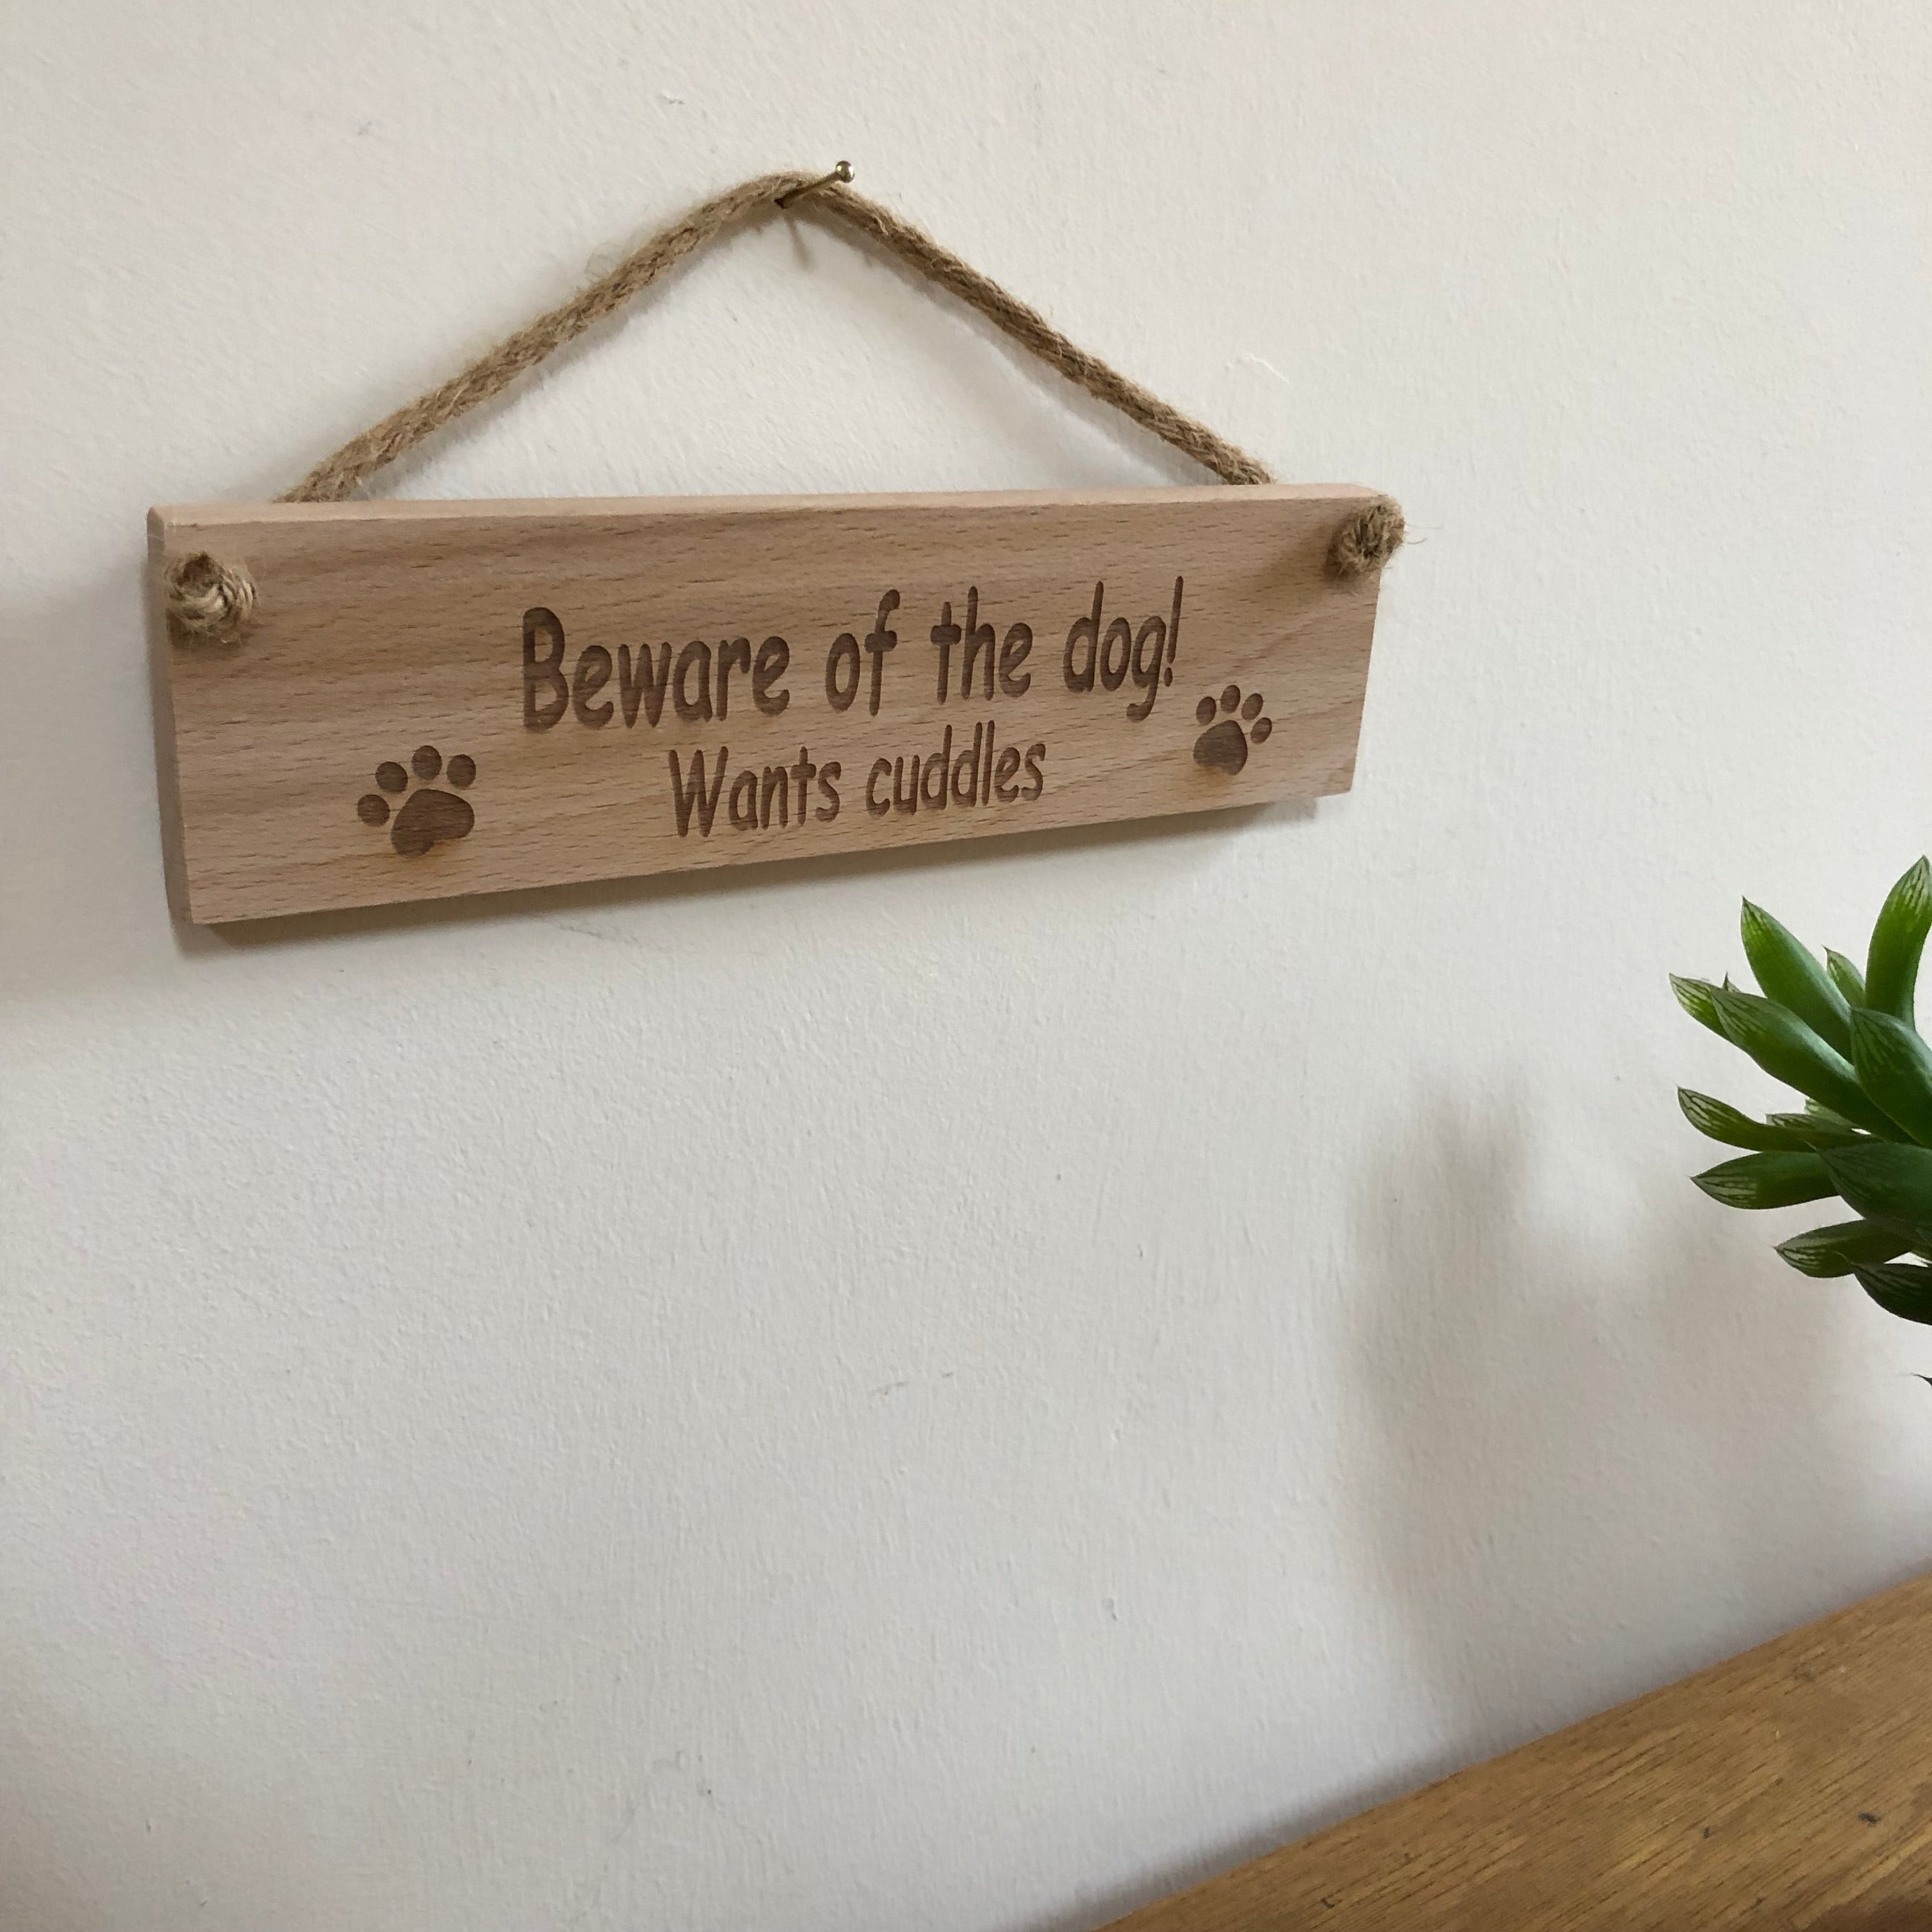 Beware of the dog!
Wants cuddles